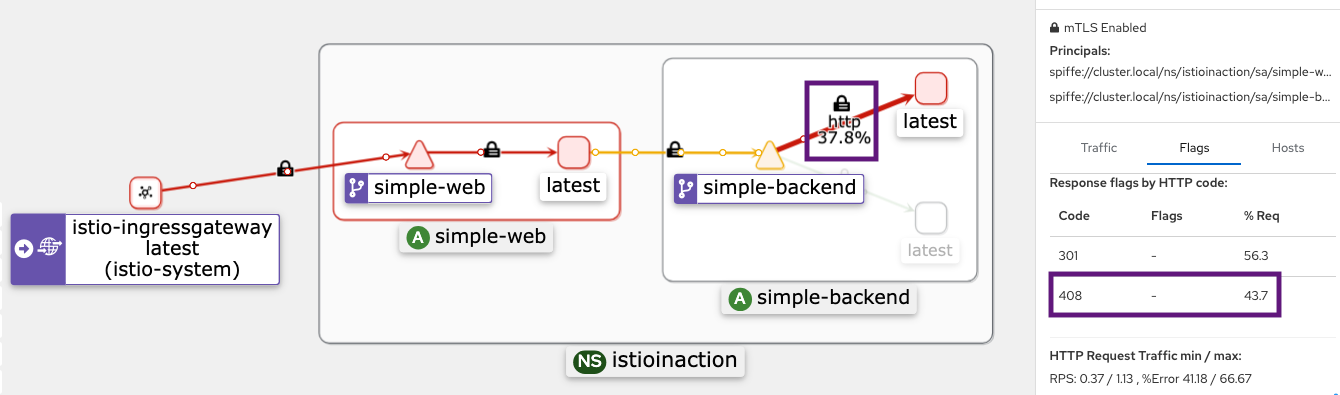 istio-ingressgateway
latest
(istio-system)
simple-web
latest
A simple-web
http
37.8%
latest
simple-backend
latest
A simple-backend
NS istioinaction
mTLS Enabled
Principals:
spiffe://cluster.local/ns/istioinaction/sa/simple-w...
spiffe://cluster.local/ns/istioinaction/sa/simple-b...
Traffic Flags Hosts
Response flags by HTTP code:
Code Flags % Req
301 - 56.3
408 - 43.7
HTTP Request Traffic min / max:
RPS: 0.37 / 1.13 , %Error 41.18 / 66.67